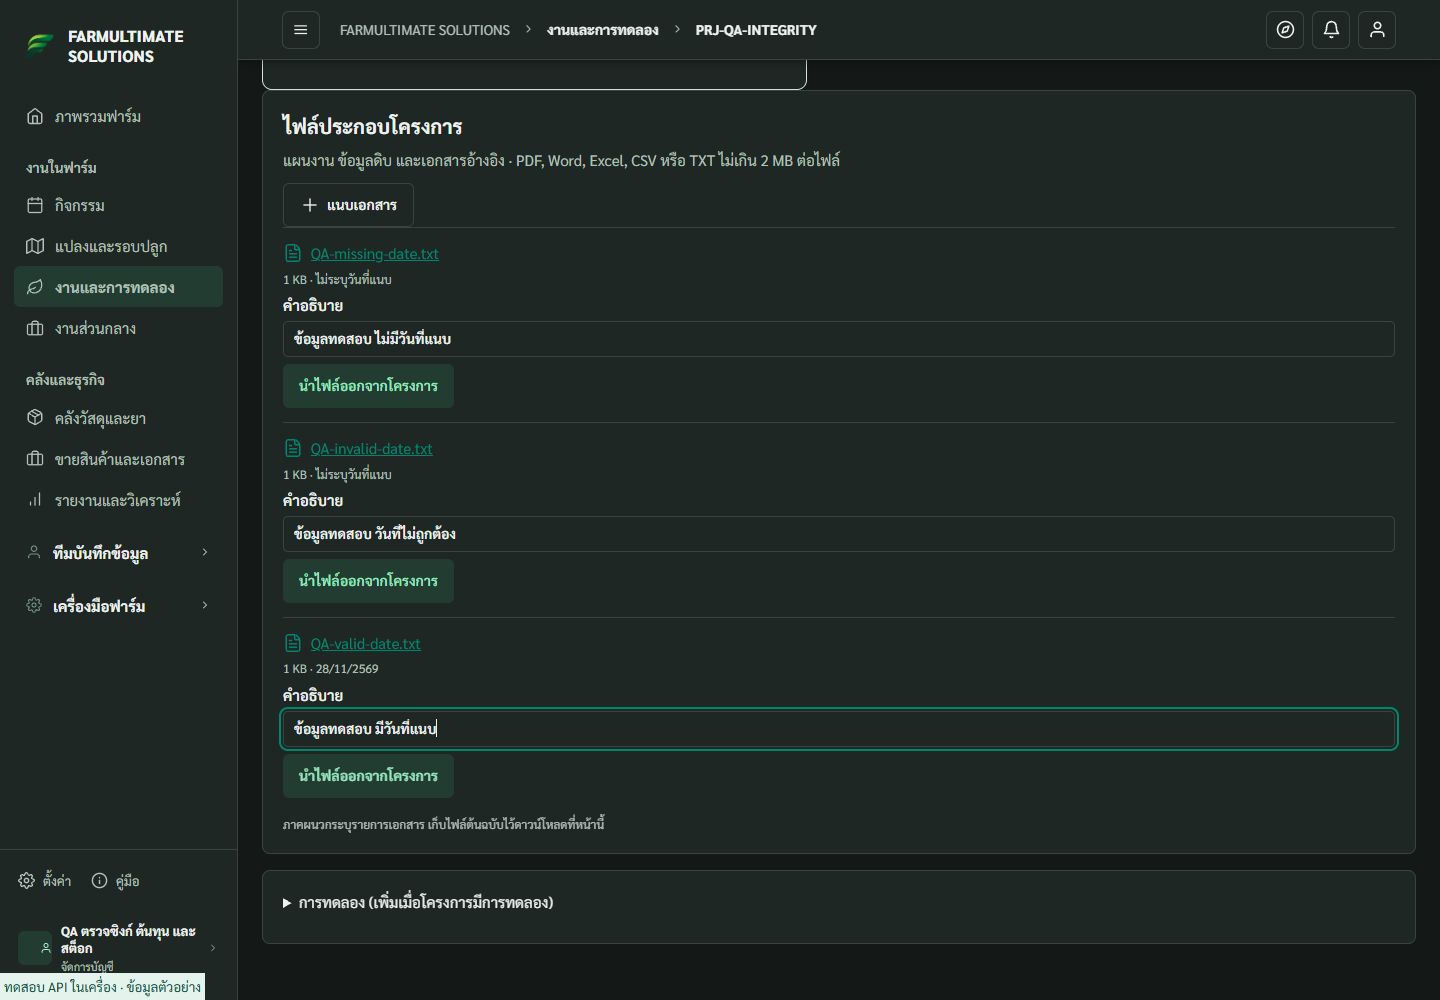 FARMULTIMATE
SOLUTIONS
ภาพรวมฟาร์ม
งานในฟาร์ม
กิจกรรม
แปลงและรอบปลูก
งานและการทดลอง
งานส่วนกลาง
คลังและธุรกิจ
คลังวัสดุและยา
ขายสินค้าและเอกสาร
รายงานและวิเคราะห์
ทีมบันทึกข้อมูล
เครื่องมือฟาร์ม
ตั้งค่า
คู่มือ
QA ตรวจซิงก์ ต้นทุน และ
สต็อก
จัดการบัญชี
ทดสอบ API ในเครื่อง · ข้อมูลตัวอย่าง
FARMULTIMATE SOLUTIONS > งานและการทดลอง > PRJ-QA-INTEGRITY
ไฟล์ประกอบโครงการ
แผนงาน ข้อมูลดิบ และเอกสารอ้างอิง · PDF, Word, Excel, CSV หรือ TXT ไม่เกิน 2 MB ต่อไฟล์
แนบเอกสาร
QA-missing-date.txt
1 KB · ไม่ระบุวันที่แนบ
คำอธิบาย
ข้อมูลทดสอบ ไม่มีวันที่แนบ
นำไฟล์ออกจากโครงการ
QA-invalid-date.txt
1 KB · ไม่ระบุวันที่แนบ
คำอธิบาย
ข้อมูลทดสอบ วันที่ไม่ถูกต้อง
นำไฟล์ออกจากโครงการ
QA-valid-date.txt
1 KB · 28/11/2569
คำอธิบาย
ข้อมูลทดสอบ มีวันที่แนบ
นำไฟล์ออกจากโครงการ
ภาคผนวกระบุรายการเอกสาร เก็บไฟล์ต้นฉบับไว้ดาวน์โหลดที่หน้านี้
การทดลอง (เพิ่มเมื่อโครงการมีการทดลอง)